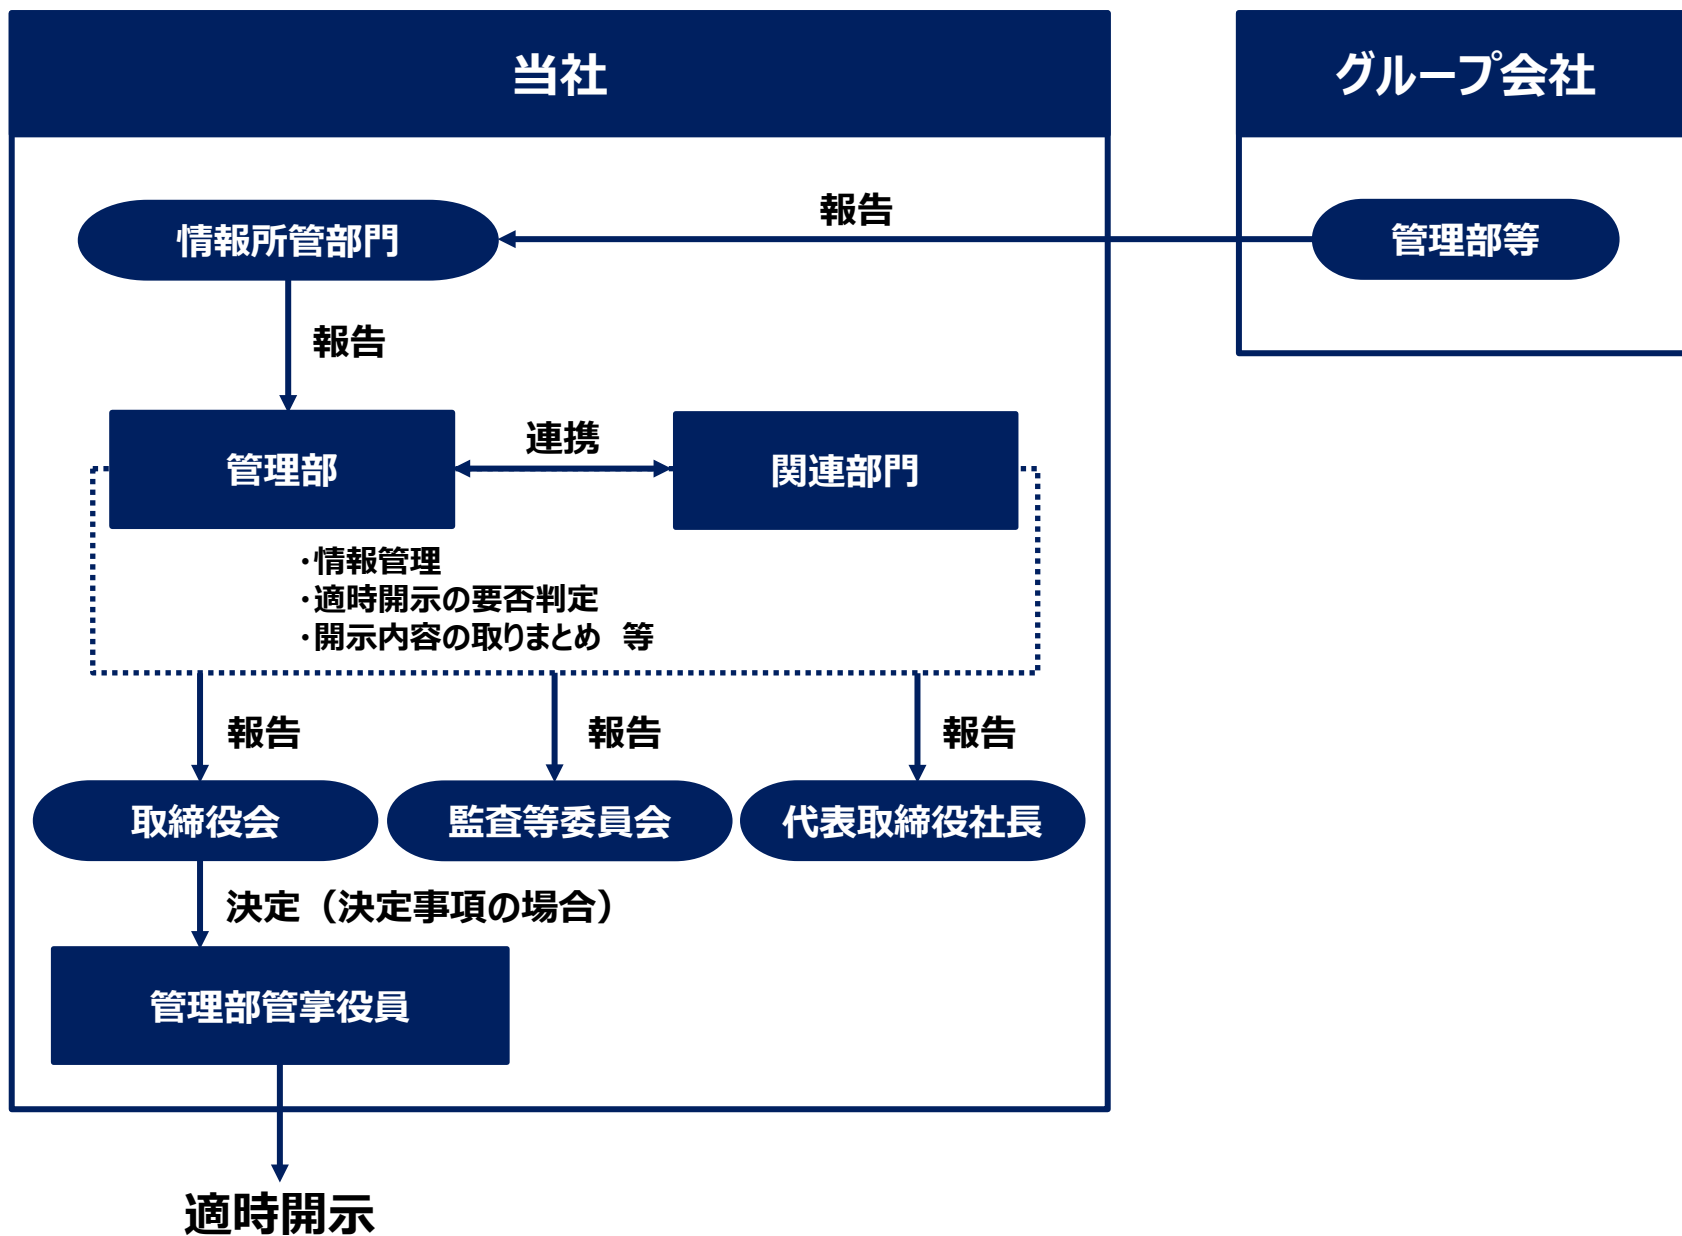 当社
グループ会社
報告
情報所管部門
管理部等
報告
連携
管理部
関連部門
・情報管理
・適時開示の要否判定
・開示内容の取りまとめ　等
報告
報告
報告
取締役会
監査等委員会
代表取締役社長
決定（決定事項の場合）
管理部管掌役員
適時開示